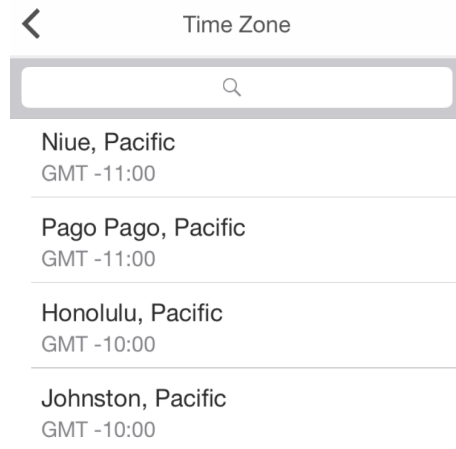 Time Zone
Niue, Pacific
GMT -11:00
Pago Pago, Pacific
GMT -11:00
Honolulu, Pacific
GMT -10:00
Johnston, Pacific
GMT -10:00